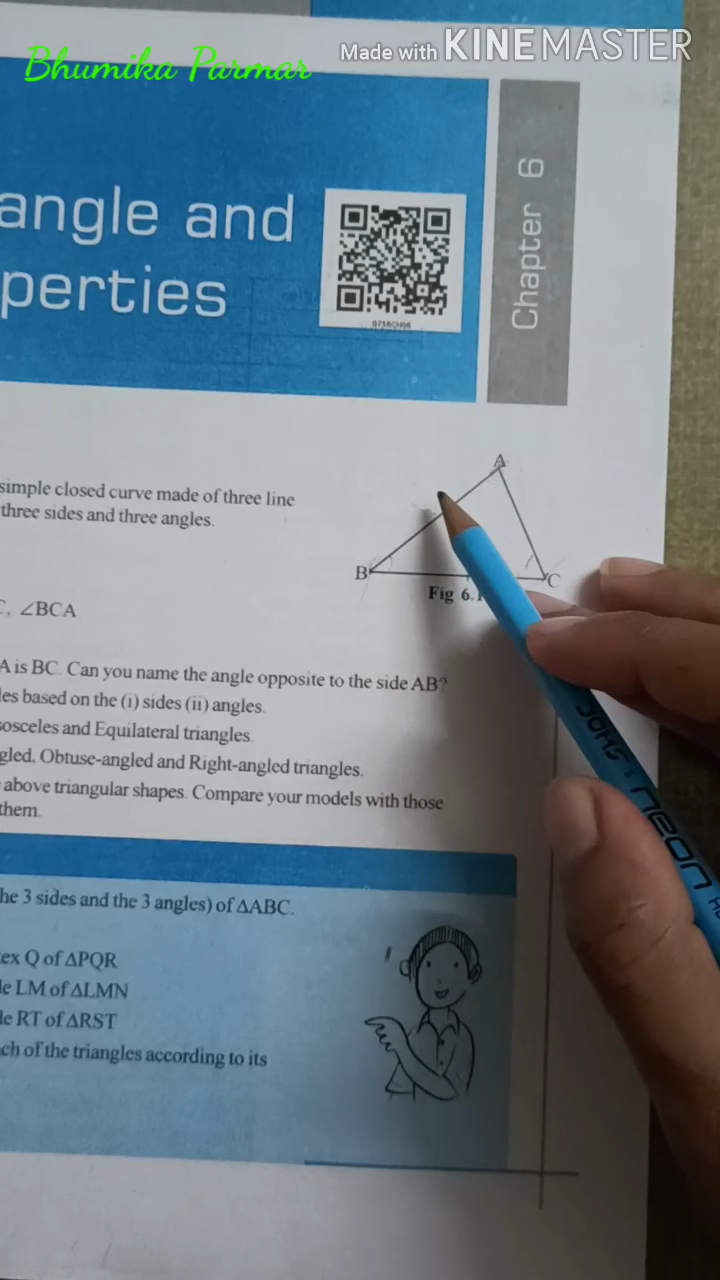 Made with KINEMASTER
Bhumika Parmar
Chapter 6
angle and
perties
0756CH06
A
simple closed curve made of three line
three sides and three angles.
B
C
Fig 6.1
C, ∠BCA
A is BC. Can you name the angle opposite to the side AB?
les based on the (i) sides (ii) angles.
osceles and Equilateral triangles.
gled, Obtuse-angled and Right-angled triangles.
above triangular shapes. Compare your models with those
them.
he 3 sides and the 3 angles) of ΔABC.
ex Q of ΔPQR
le LM of ΔLMN
le RT of ΔRST
ch of the triangles according to its
DOMS neon